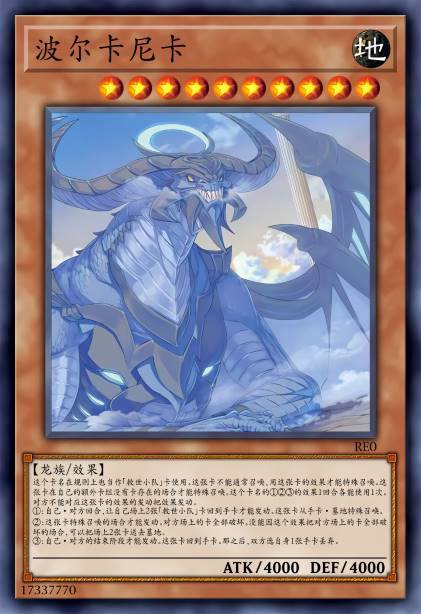 波尔卡尼卡
地
RE0
【龙族/效果】
这个卡名在规则上也当作「救世小队」卡使用。这张卡不能通常召唤，用这张卡的效果才能特殊召唤。这
张卡在自己的额外卡组没有卡存在的场合才能特殊召唤。这个卡名的①②③的效果1回合各能使用1次，
对方不能对应这张卡的效果的发动把效果发动。
①：自己·对方回合，让自己场上2张「救世小队」卡回到手卡才能发动。这张卡从手卡·墓地特殊召唤。
②：这张卡特殊召唤的场合才能发动。对方场上的卡全部破坏。没能因这个效果把对方场上的卡全部破
坏的场合，可以把场上2张卡送去墓地。
③：自己·对方的结束阶段才能发动。这张卡回到手卡。那之后，双方选自身1张手卡丢弃。
ATK/4000 DEF/4000
17337770